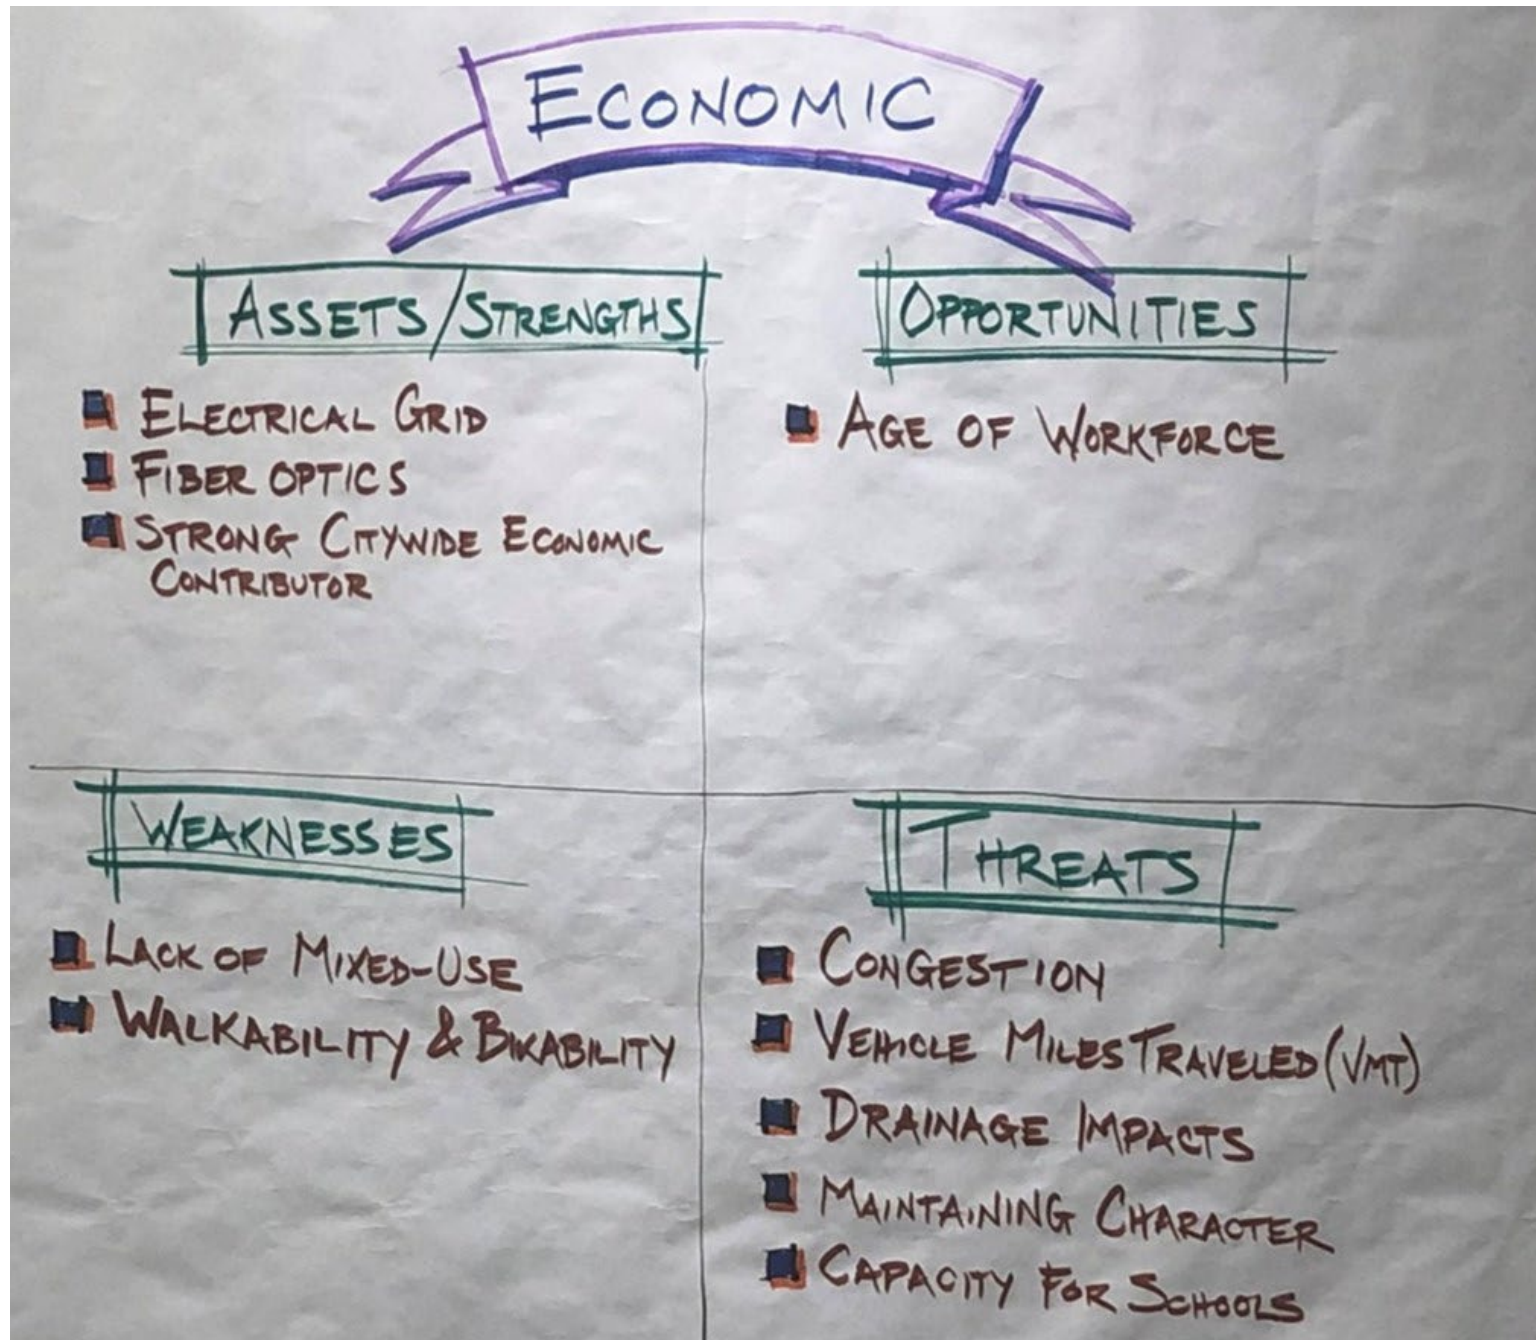 ECONOMIC
ASSETS/STRENGTHS
ELECTRICAL GRID
FIBER OPTICS
STRONG CITYWIDE ECONOMIC
CONTRIBUTOR
OPPORTUNITIES
AGE OF WORKFORCE
WEAKNESSES
LACK OF MIXED-USE
WALKABILITY & BIKABILITY
THREATS
CONGESTION
VEHICLE MILES TRAVELED (VMT)
DRAINAGE IMPACTS
MAINTAINING CHARACTER
CAPACITY FOR SCHOOLS